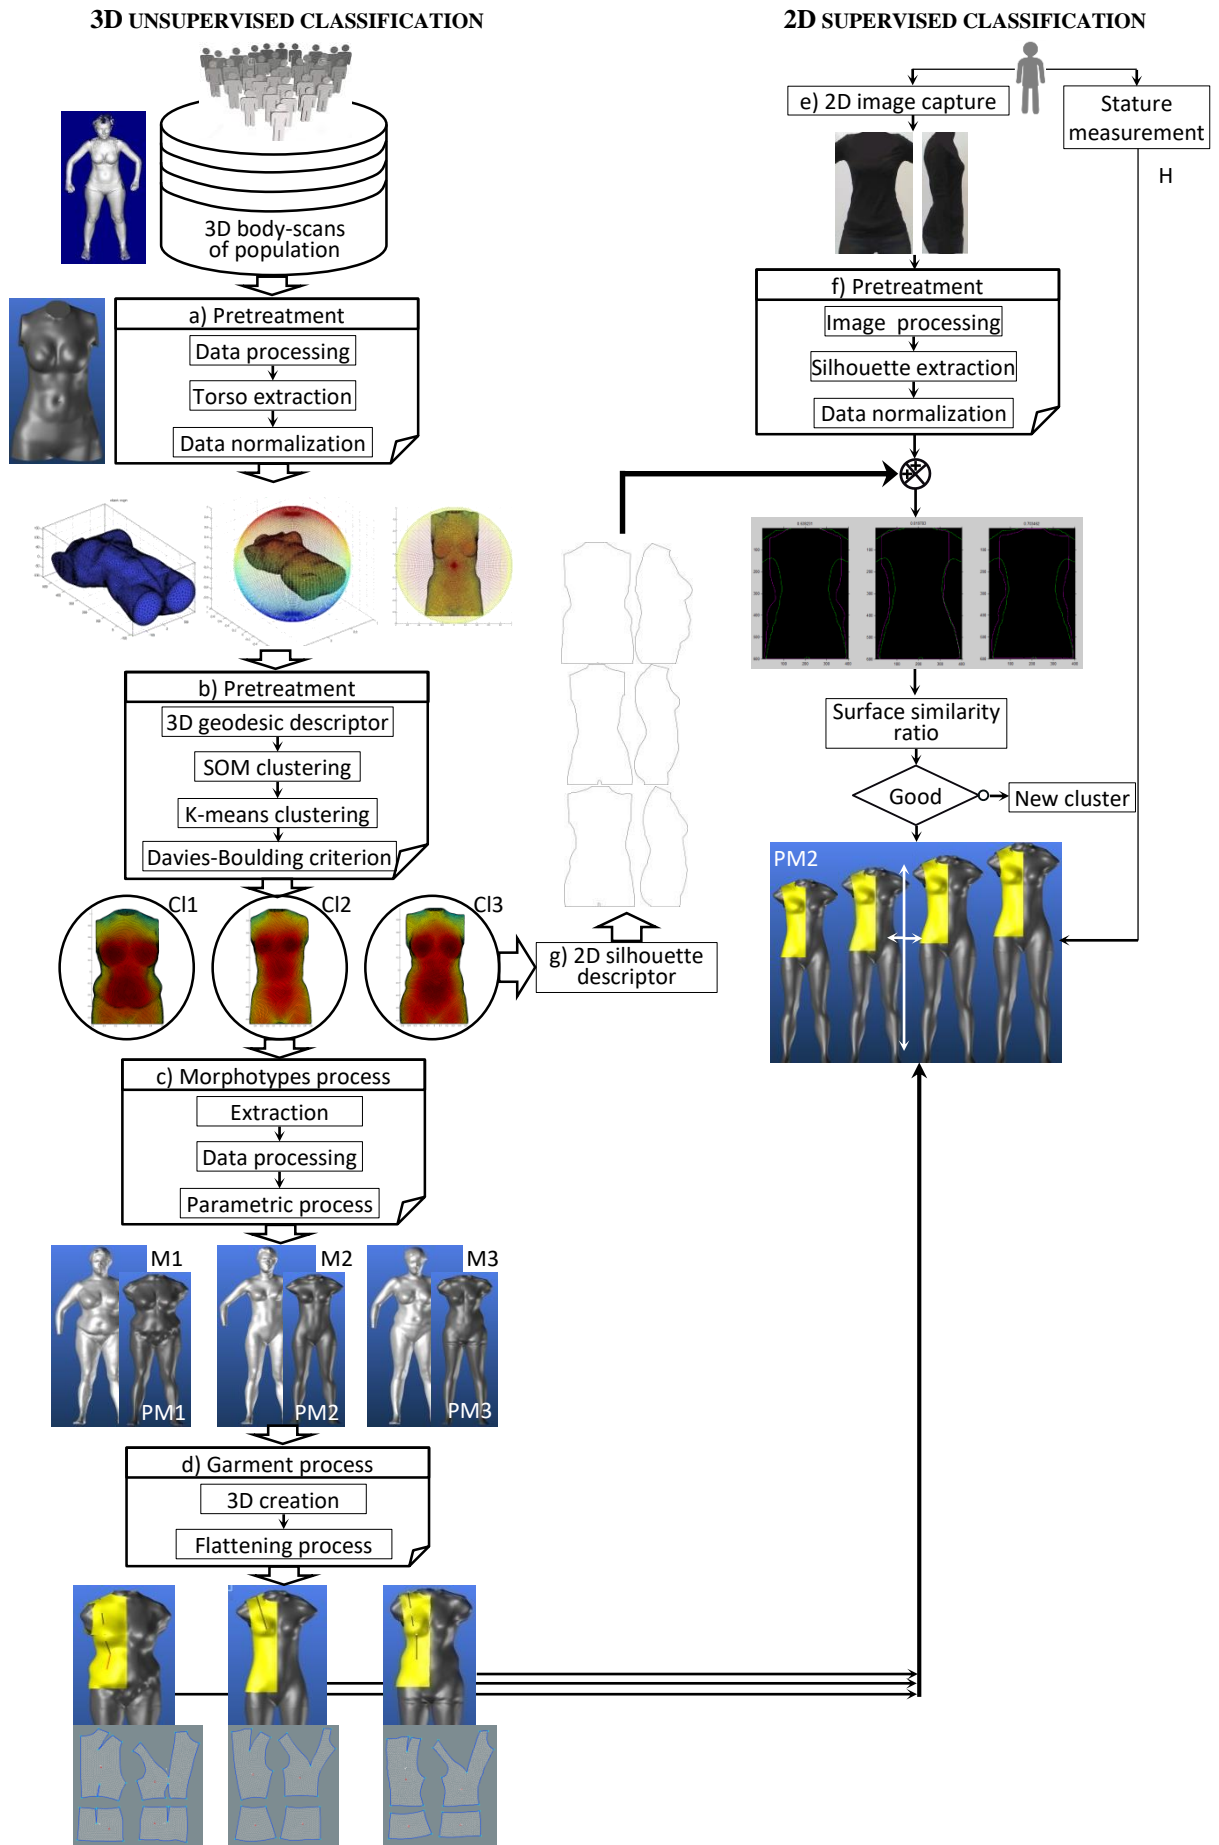 3D UNSUPERVISED CLASSIFICATION
3D body-scans
of population
a) Pretreatment
Data processing
Torso extraction
Data normalization
b) Pretreatment
3D geodesic descriptor
SOM clustering
K-means clustering
Davies-Boulding criterion
Cl1
Cl2
Cl3
g) 2D silhouette
descriptor
c) Morphotypes process
Extraction
Data processing
Parametric process
M1
M2
M3
PM1
PM2
PM3
d) Garment process
3D creation
Flattening process
2D SUPERVISED CLASSIFICATION
e) 2D image capture
Stature
measurement
H
f) Pretreatment
Image processing
Silhouette extraction
Data normalization
Surface similarity
ratio
Good
New cluster
PM2